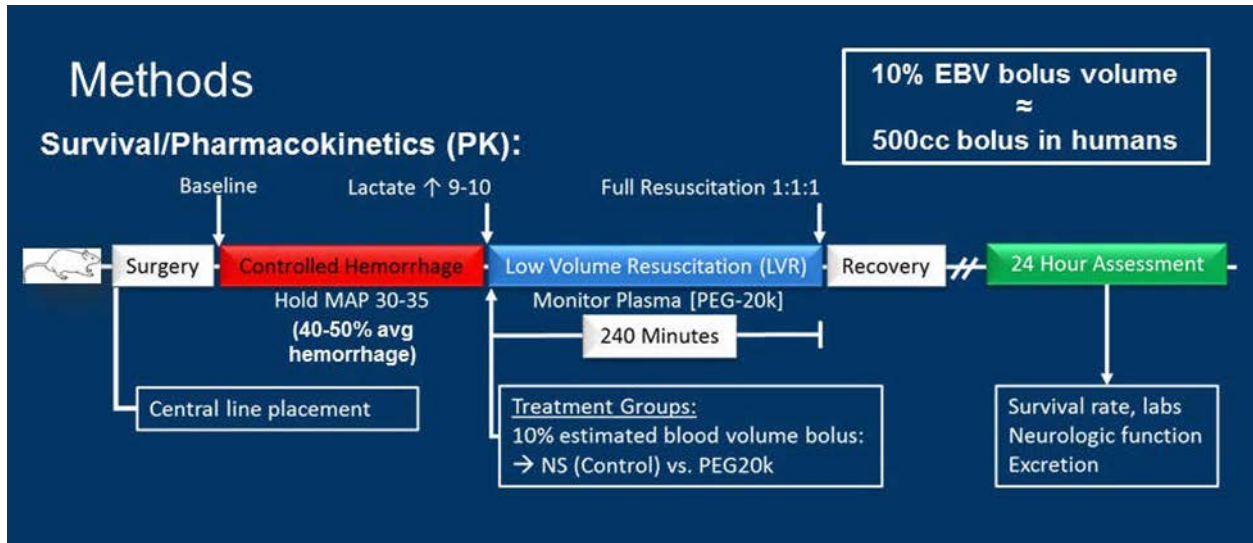 Methods
10% EBV bolus volume
≈
500cc bolus in humans
Survival/Pharmacokinetics (PK):
Baseline
Lactate ↑ 9-10
Full Resuscitation 1:1:1
Surgery
Controlled Hemorrhage
Low Volume Resuscitation (LVR)
Recovery
24 Hour Assessment
Hold MAP 30-35
(40-50% avg
hemorrhage)
Monitor Plasma [PEG-20k]
240 Minutes
Central line placement
Treatment Groups:
10% estimated blood volume bolus:
→ NS (Control) vs. PEG20k
Survival rate, labs
Neurologic function
Excretion